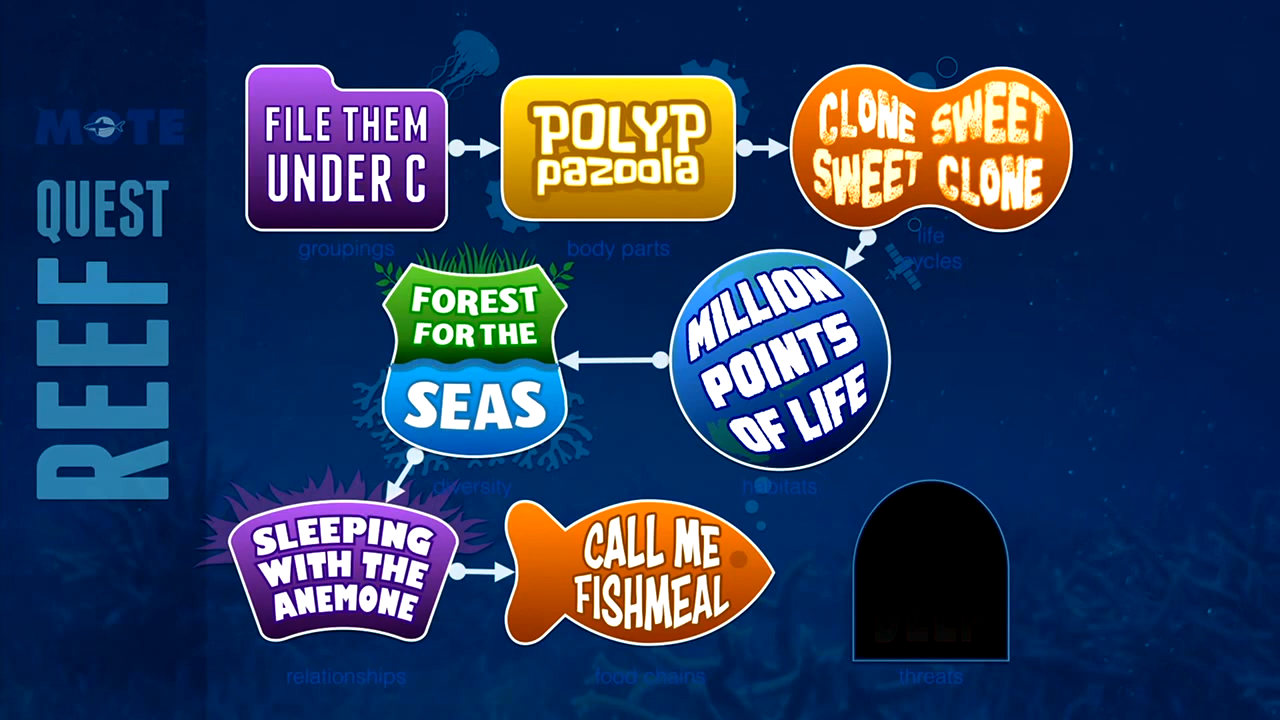 MOTE
QUEST
REEF
FILE THEM
UNDER C
groupings
POLYP
pazoola
body parts
CLONE SWEET
SWEET CLONE
life
cycles
FOREST
FOR THE
SEAS
diversity
MILLION
POINTS
OF LIFE
habitats
SLEEPING
WITH THE
ANEMONE
relationships
CALL ME
FISHMEAL
food chains
threats